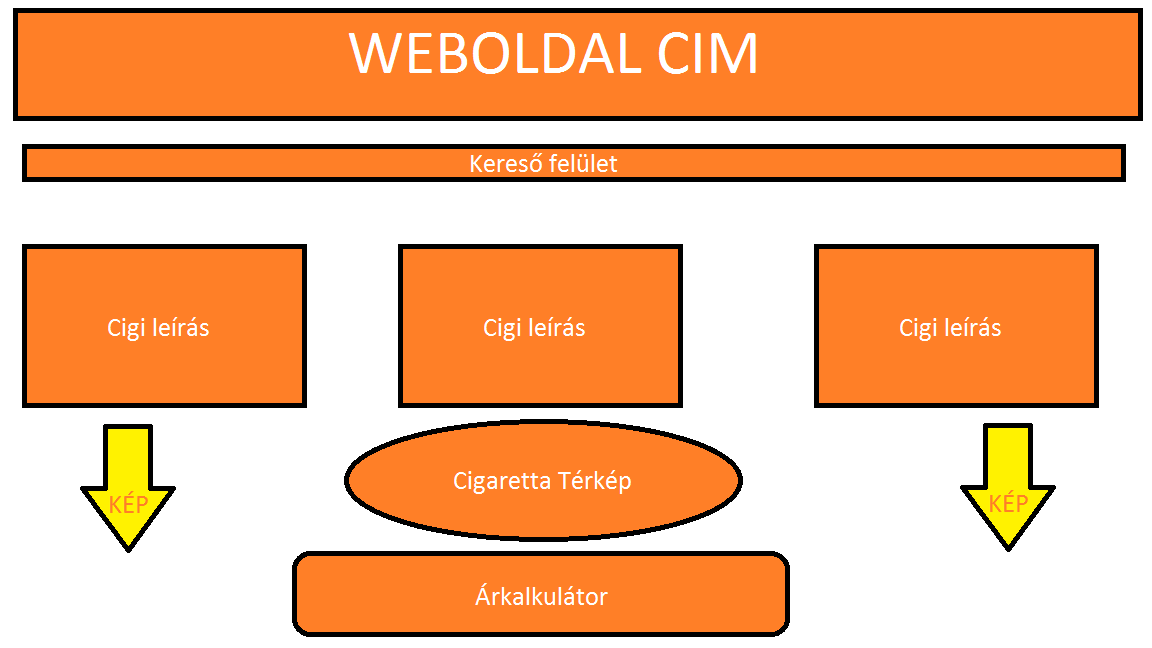 WEBOLDAL CIM
Kereső felület
Cigi leírás
Cigi leírás
Cigi leírás
Cigaretta Térkép
KÉP
KÉP
Árkalkulátor